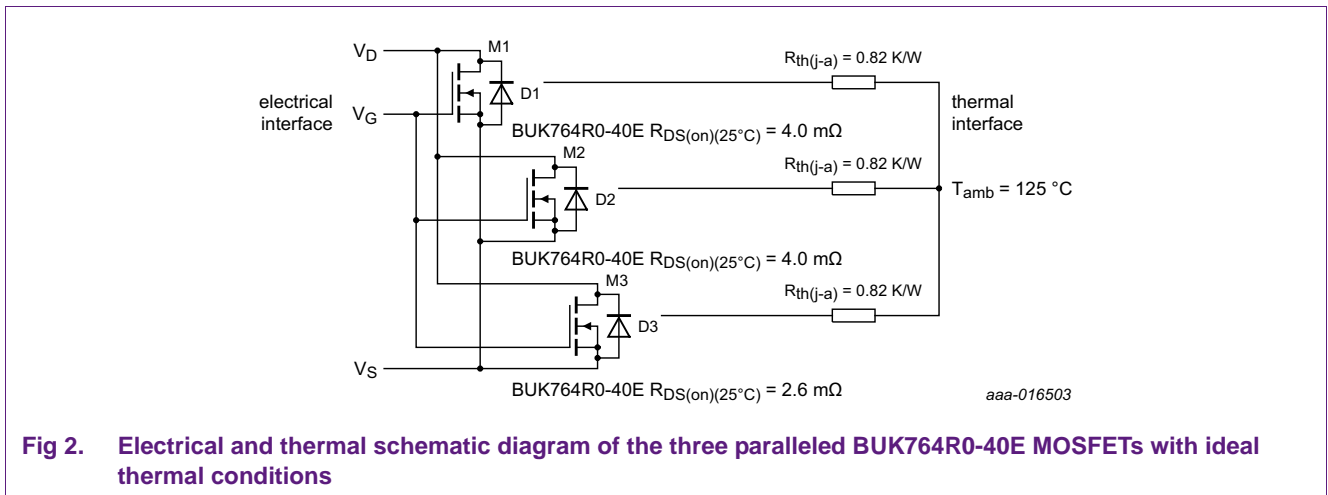 V_D
M1
R_th(j-a) = 0.82 K/W
electrical
interface
V_G
D1
thermal
interface
BUK764R0-40E R_DS(on)(25°C) = 4.0 mΩ
M2
R_th(j-a) = 0.82 K/W
D2
T_amb = 125 °C
BUK764R0-40E R_DS(on)(25°C) = 4.0 mΩ
M3
R_th(j-a) = 0.82 K/W
D3
V_S
BUK764R0-40E R_DS(on)(25°C) = 2.6 mΩ
aaa-016503
Fig 2. Electrical and thermal schematic diagram of the three paralleled BUK764R0-40E MOSFETs with ideal
thermal conditions